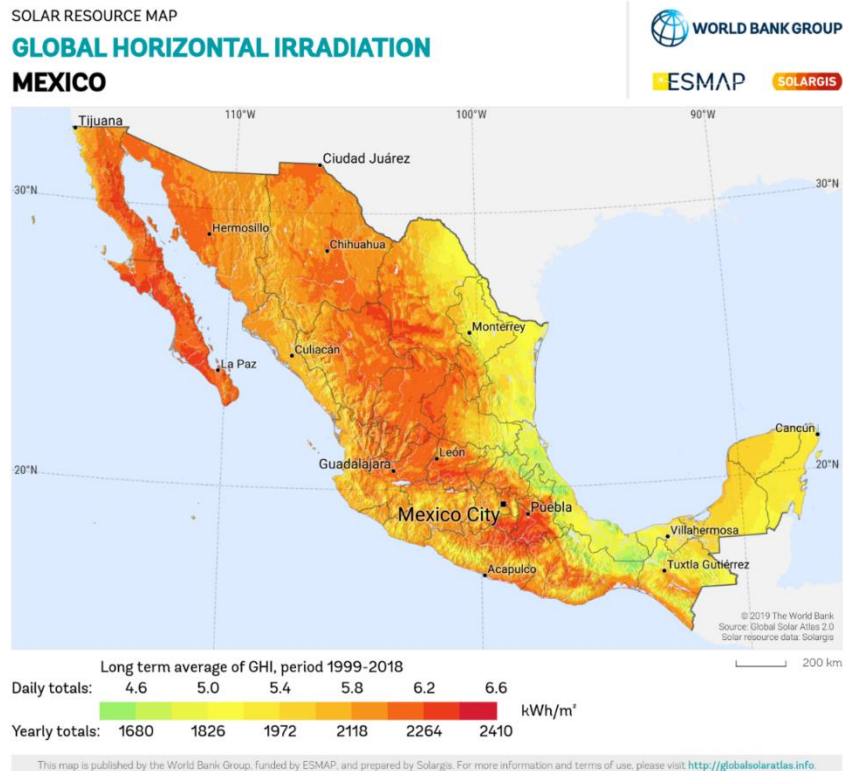 SOLAR RESOURCE MAP
GLOBAL HORIZONTAL IRRADIATION
MEXICO
WORLD BANK GROUP
ESMAP
SOLARGIS
110°W
100°W
90°W
Tijuana
Ciudad Juárez
30°N
30°N
Hermosillo
Chihuahua
Monterrey
Culiacán
La Paz
Cancún
20°N
20°N
León
Guadalajara
Mexico City
Puebla
Villahermosa
Acapulco
Tuxtla Gutiérrez
© 2019 The World Bank
Source: Global Solar Atlas 2.0
Solar resource data: Solargis
200 km
Long term average of GHI, period 1999-2018
Daily totals: 4.6 5.0 5.4 5.8 6.2 6.6
kWh/m²
Yearly totals: 1680 1826 1972 2118 2264 2410
This map is published by the World Bank Group, funded by ESMAP, and prepared by Solargis. For more information and terms of use, please visit http://globalsolaratlas.info.